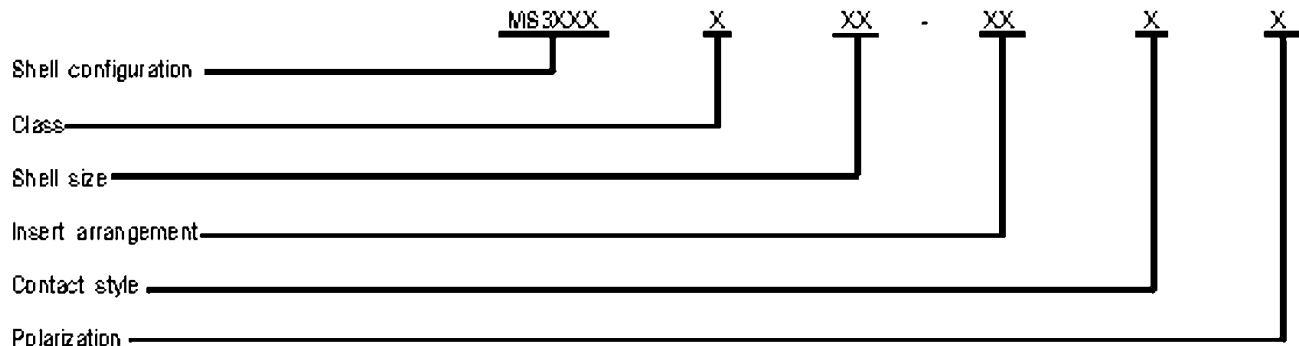 MS3XXX X XX - XX X X
Shell configuration
Class
Shell size
Insert arrangement
Contact style
Polarization